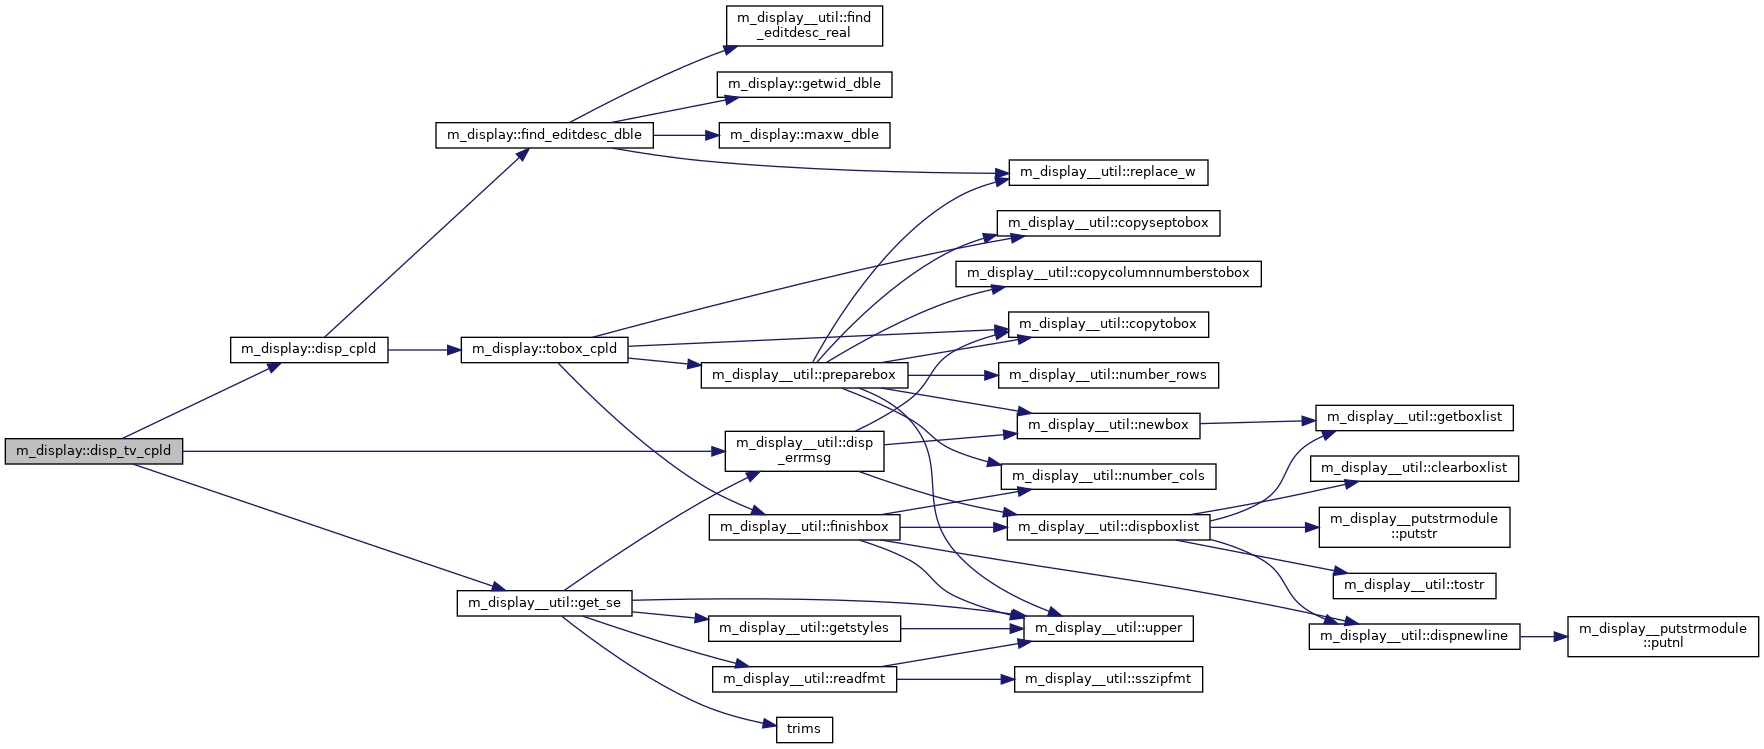 m_display__util::find
_editdesc_real
m_display::getwid_dble
m_display::find_editdesc_dble
m_display::maxw_dble
m_display__util::replace_w
m_display__util::copyseptobox
m_display__util::copycolumnnumberstobox
m_display__util::copytobox
m_display::disp_cpld
m_display::tobox_cpld
m_display__util::preparebox
m_display__util::number_rows
m_display__util::getboxlist
m_display__util::newbox
m_display::disp_tv_cpld
m_display__util::disp
_errmsg
m_display__util::clearboxlist
m_display__util::number_cols
m_display__util::finishbox
m_display__util::dispboxlist
m_display__putstrmodule
::putstr
m_display__util::tostr
m_display__util::get_se
m_display__util::getstyles
m_display__util::upper
m_display__util::dispnewline
m_display__putstrmodule
::putnl
m_display__util::readfmt
m_display__util::sszipfmt
trims